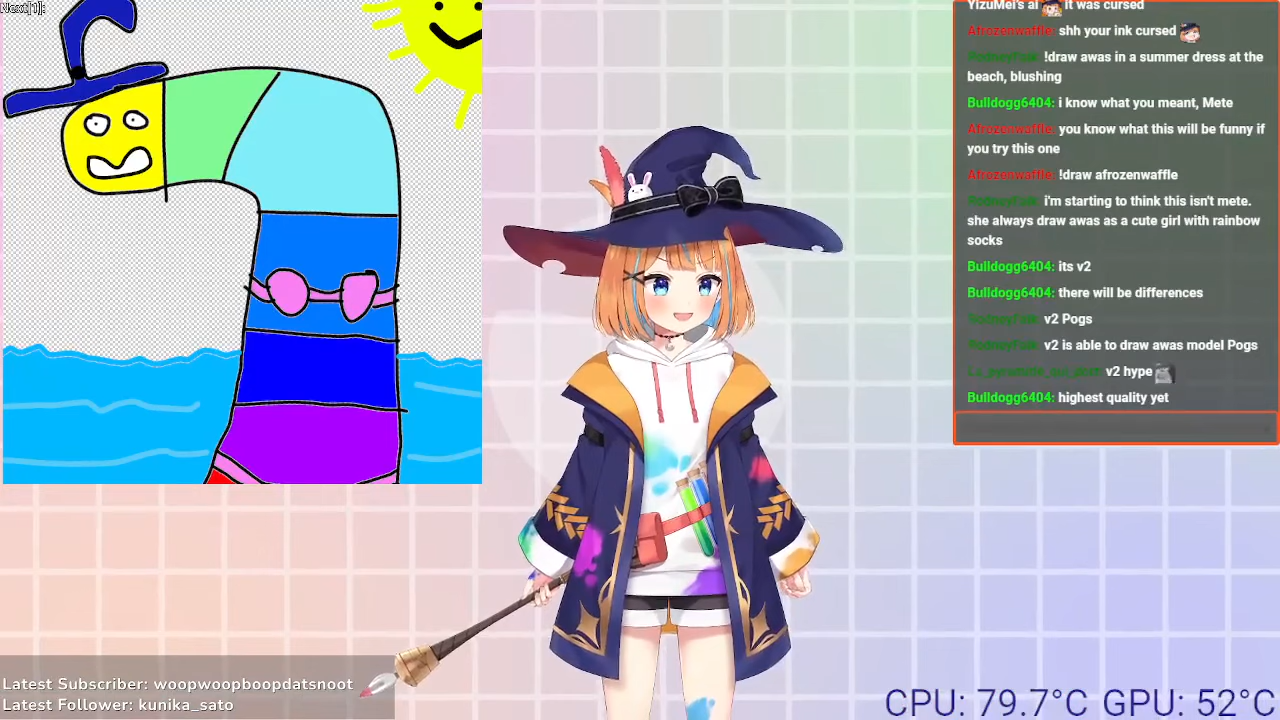 Next[1]:
YizuMei's ai it was cursed
Afrozenwaffle: shh your ink cursed
RodneyFalk: !draw awas in a summer dress at the
beach, blushing
Bulldogg6404: i know what you meant, Mete
Afrozenwaffle: you know what this will be funny if
you try this one
Afrozenwaffle: !draw afrozenwaffle
i'm starting to think this isn't mete.
she always draw awas as a cute girl with rainbow
socks
Bulldogg6404: its v2
Bulldogg6404: there will be differences
v2 Pogs
v2 is able to draw awas model Pogs
v2 hype
Bulldogg6404: highest quality yet
Latest Subscriber: woopwoopboopdatsnoot
Latest Follower: kunika_sato
CPU: 79.7°C GPU: 52°C